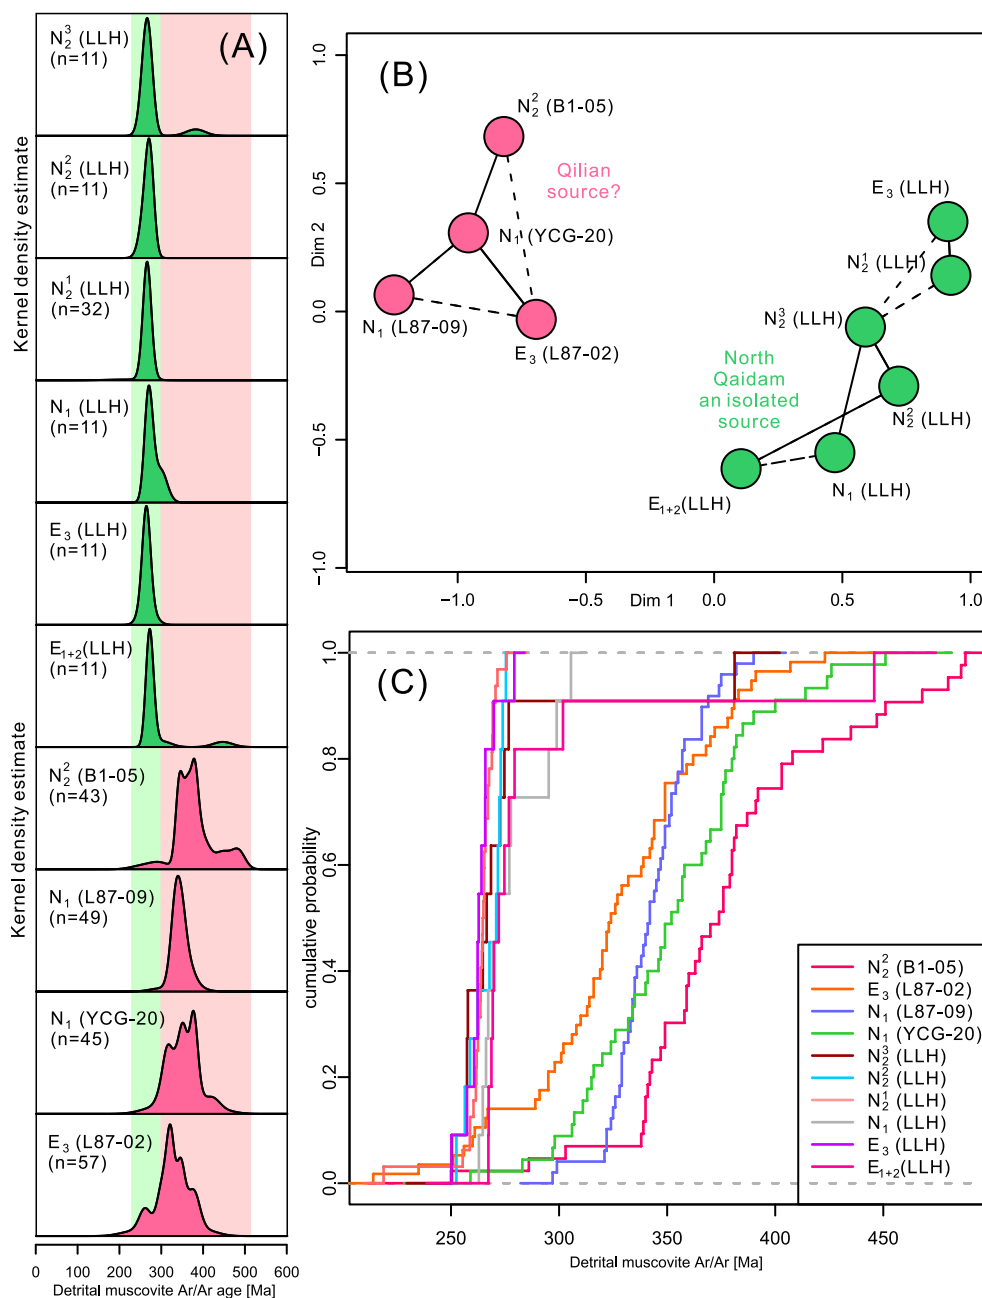 (A)
Kernel density estimate
Kernel density estimate
N₂³ (LLH)
(n=11)
N₂² (LLH)
(n=11)
N₂¹ (LLH)
(n=32)
N₁ (LLH)
(n=11)
E₃ (LLH)
(n=11)
E₁₊₂(LLH)
(n=11)
N₂² (B1-05)
(n=43)
N₁ (L87-09)
(n=49)
N₁ (YCG-20)
(n=45)
E₃ (L87-02)
(n=57)
0 100 200 300 400 500 600
Detrital muscovite Ar/Ar age [Ma]
(B)
1.0
0.5
0.0
−0.5
−1.0
Dim 2
N₂² (B1-05)
Qilian
source?
N₁ (YCG-20)
N₁ (L87-09)
E₃ (L87-02)
E₃ (LLH)
N₂¹ (LLH)
N₂³ (LLH)
North
Qaidam
an isolated
source
N₂² (LLH)
E₁₊₂(LLH)
N₁ (LLH)
−1.0 −0.5 0.0 0.5 1.0
Dim 1
(C)
1.0
0.8
0.6
0.4
0.2
0.0
cumulative probability
N₂² (B1-05)
E₃ (L87-02)
N₁ (L87-09)
N₁ (YCG-20)
N₂³ (LLH)
N₂² (LLH)
N₂¹ (LLH)
N₁ (LLH)
E₃ (LLH)
E₁₊₂(LLH)
250 300 350 400 450
Detrital muscovite Ar/Ar [Ma]